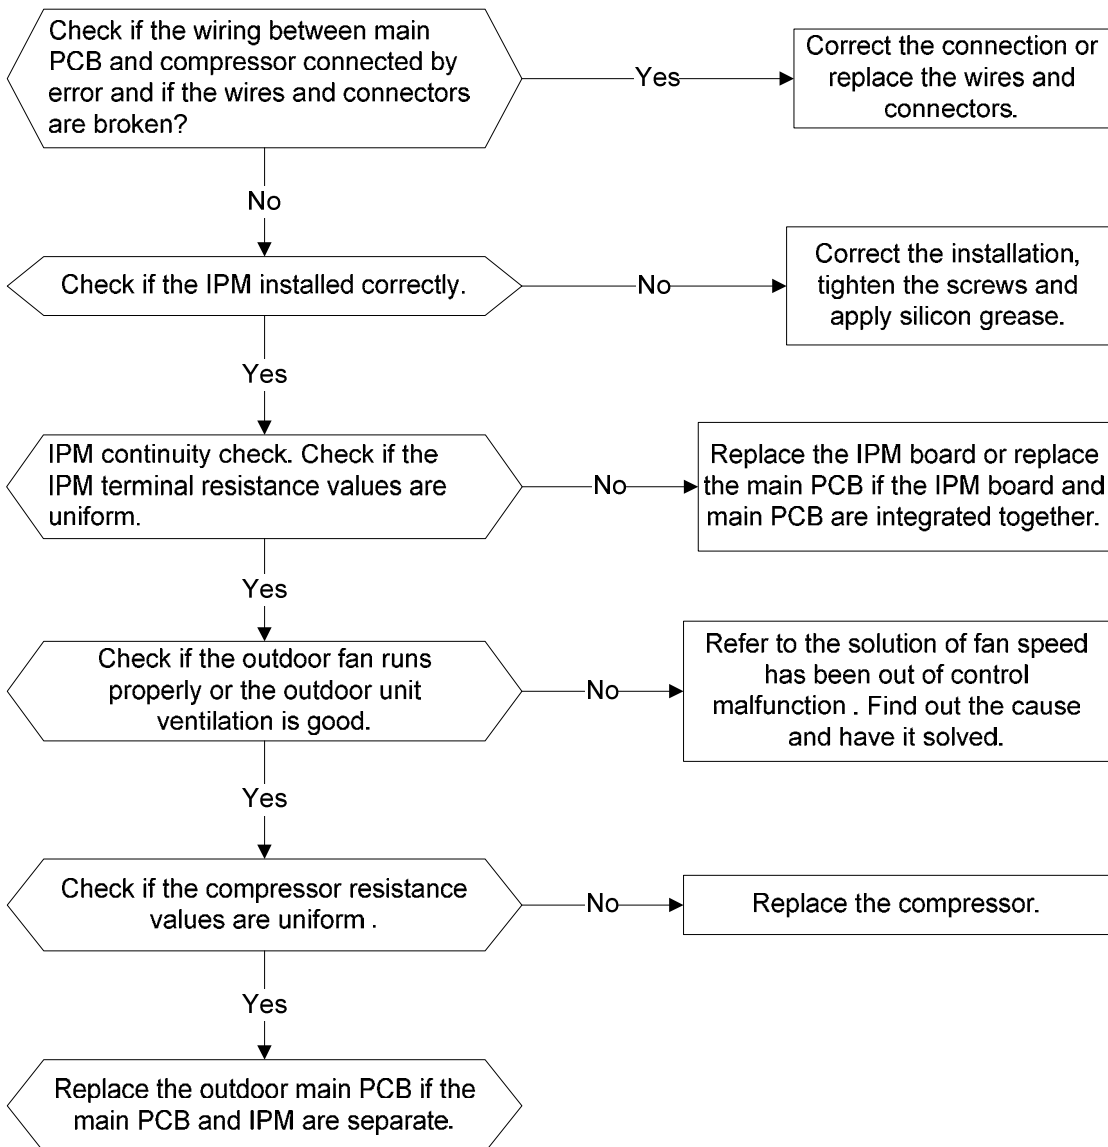 Check if the wiring between main
PCB and compressor connected by
error and if the wires and connectors
are broken?
Yes
Correct the connection or
replace the wires and
connectors.
No
Check if the IPM installed correctly.
No
Correct the installation,
tighten the screws and
apply silicon grease.
Yes
IPM continuity check. Check if the
IPM terminal resistance values are
uniform.
No
Replace the IPM board or replace
the main PCB if the IPM board and
main PCB are integrated together.
Yes
Check if the outdoor fan runs
properly or the outdoor unit
ventilation is good.
No
Refer to the solution of fan speed
has been out of control
malfunction . Find out the cause
and have it solved.
Yes
Check if the compressor resistance
values are uniform .
No
Replace the compressor.
Yes
Replace the outdoor main PCB if the
main PCB and IPM are separate.